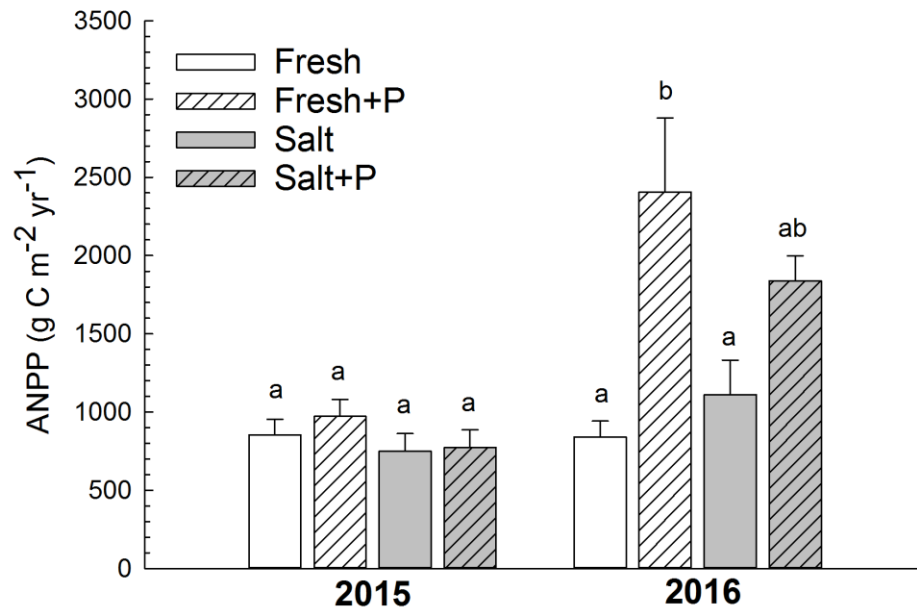 ANPP (g C m⁻² yr⁻¹)
3500
3000
2500
2000
1500
1000
500
0
Fresh
Fresh+P
Salt
Salt+P
a
a
a
a
a
b
a
ab
2015
2016